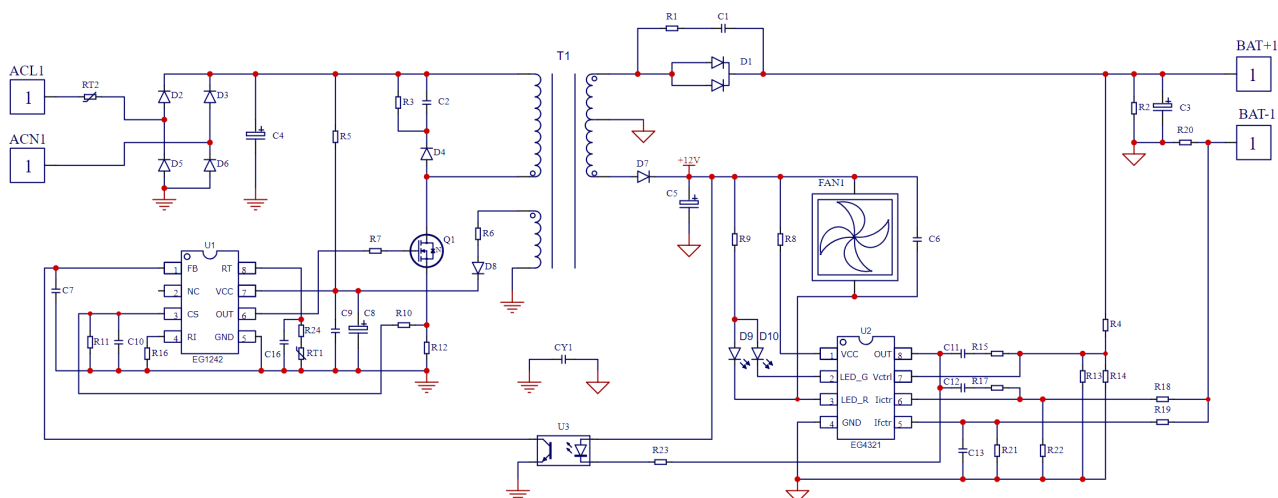 R1
C1
T1
D1
ACL1
1
RT2
D2
D3
C4
R5
R3
C2
D4
R2
C3
BAT+1
1
BAT-1
1
R20
ACN1
1
D5
D6
D7
+12V
C5
FAN1
R9
R8
C6
R6
D8
R7
Q1
N
U1
1 FB RT 8
2 NC VCC 7
3 CS OUT 6
4 RI GND 5
EG1242
C7
R11
C10
R16
C16
R24
RT1
C9
C8
R10
R12
CY1
D9
D10
U2
1 VCC OUT 8
2 LED_G Vctrl 7
3 LED_R Iictr 6
4 GND Ifctr 5
EG4321
C11
R15
C12
R17
R4
R13
R14
R18
R19
C13
R21
R22
U3
R23